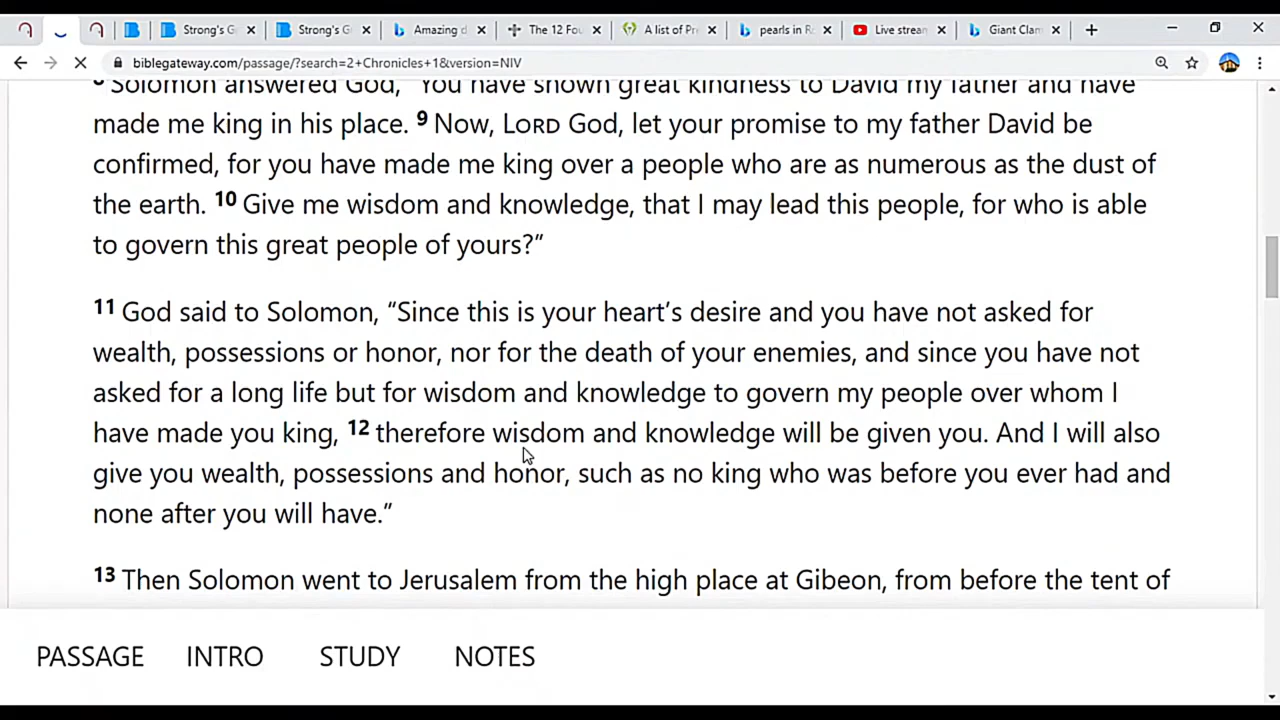 Strong's G
Strong's G
Amazing d
The 12 Fou
A list of Pr
pearls in R
Live strear
Giant Clam
biblegateway.com/passage/?search=2+Chronicles+1&version=NIV
Solomon answered God, “You have shown great kindness to David my father and have
made me king in his place. 9 Now, LORD God, let your promise to my father David be
confirmed, for you have made me king over a people who are as numerous as the dust of
the earth. 10 Give me wisdom and knowledge, that I may lead this people, for who is able
to govern this great people of yours?”
11 God said to Solomon, “Since this is your heart’s desire and you have not asked for
wealth, possessions or honor, nor for the death of your enemies, and since you have not
asked for a long life but for wisdom and knowledge to govern my people over whom I
have made you king, 12 therefore wisdom and knowledge will be given you. And I will also
give you wealth, possessions and honor, such as no king who was before you ever had and
none after you will have.”
13 Then Solomon went to Jerusalem from the high place at Gibeon, from before the tent of
PASSAGE INTRO STUDY NOTES